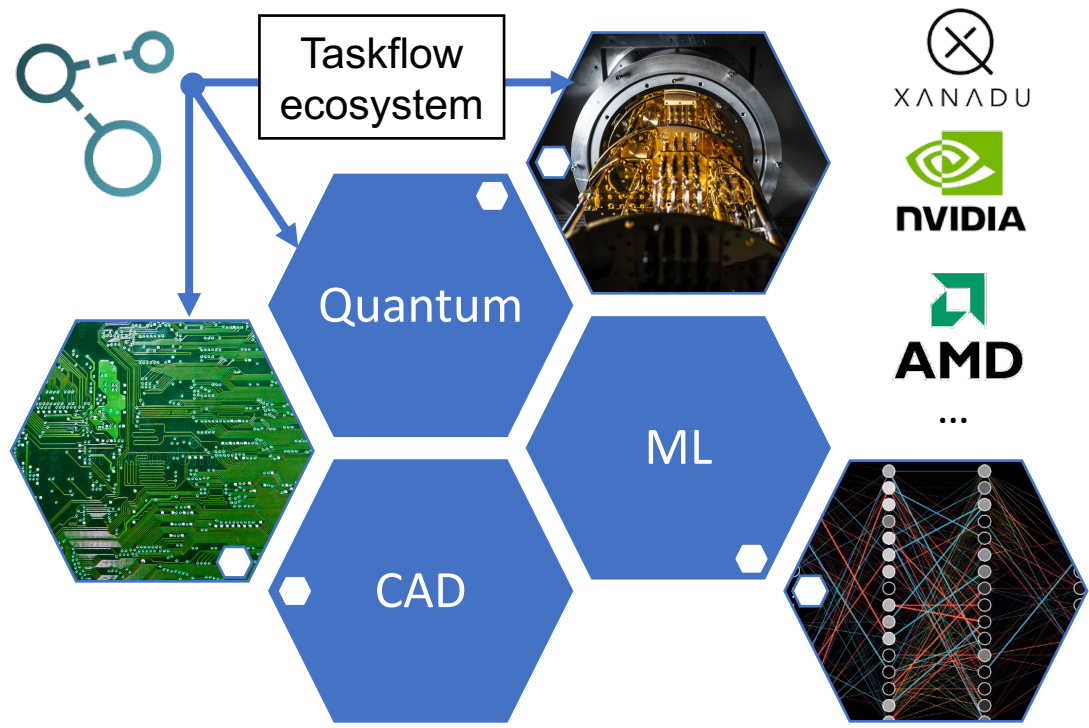 Taskflow
ecosystem
XANADU
NVIDIA
AMD
...
Quantum
ML
CAD